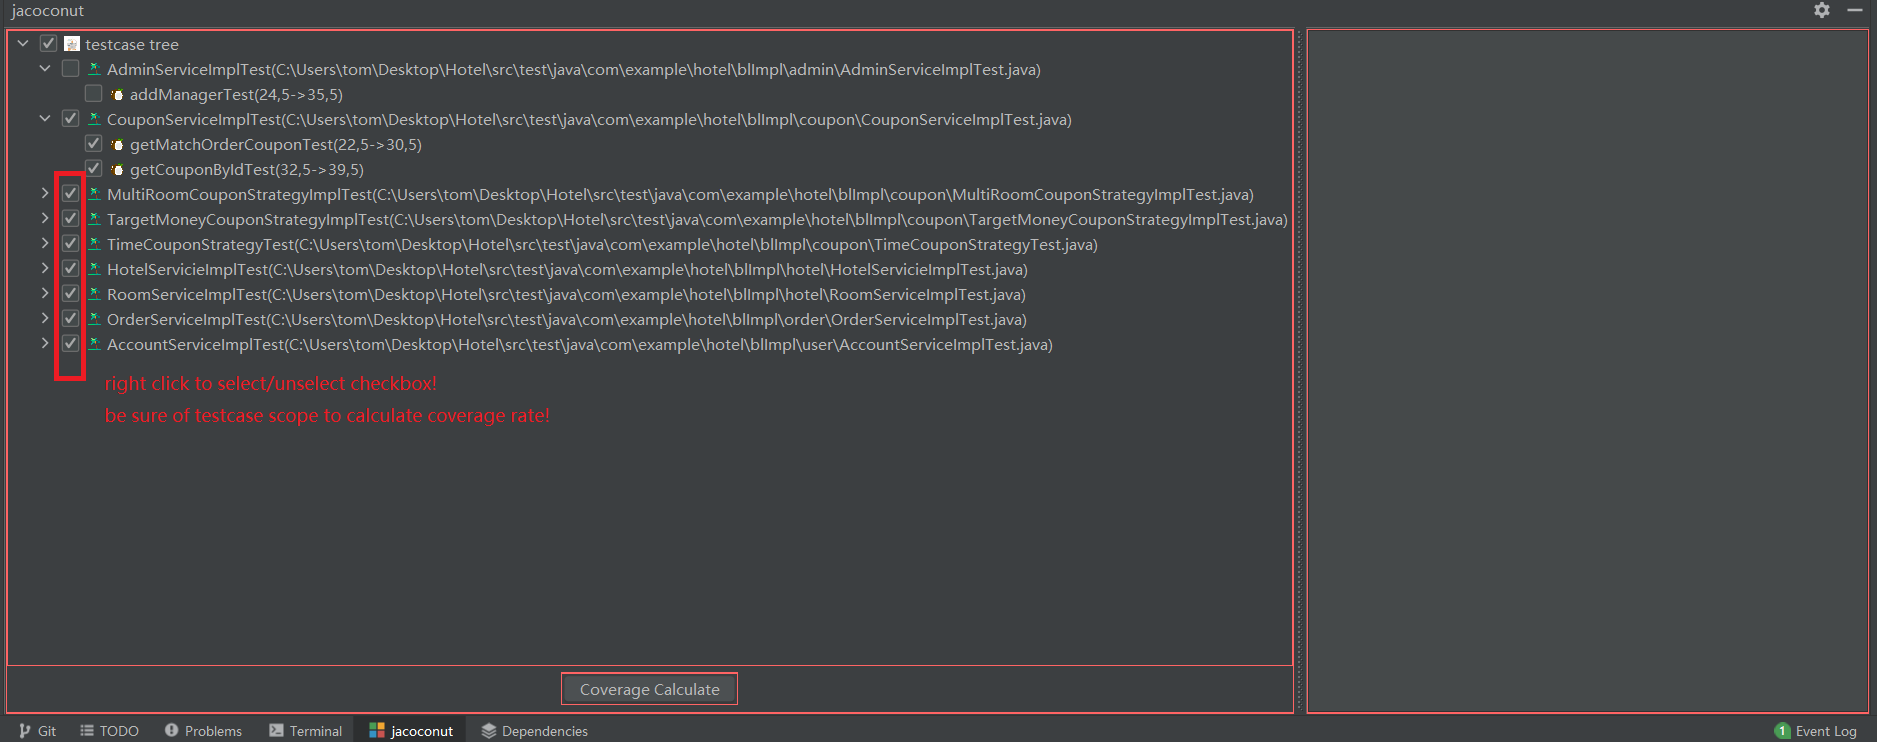 jacoconut
testcase tree
AdminServiceImplTest(C:\Users\tom\Desktop\Hotel\src\test\java\com\example\hotel\blImpl\admin\AdminServiceImplTest.java)
addManagerTest(24,5->35,5)
CouponServiceImplTest(C:\Users\tom\Desktop\Hotel\src\test\java\com\example\hotel\blImpl\coupon\CouponServiceImplTest.java)
getMatchOrderCouponTest(22,5->30,5)
getCouponByIdTest(32,5->39,5)
MultiRoomCouponStrategyImplTest(C:\Users\tom\Desktop\Hotel\src\test\java\com\example\hotel\blImpl\coupon\MultiRoomCouponStrategyImplTest.java)
TargetMoneyCouponStrategyImplTest(C:\Users\tom\Desktop\Hotel\src\test\java\com\example\hotel\blImpl\coupon\TargetMoneyCouponStrategyImplTest.java)
TimeCouponStrategyTest(C:\Users\tom\Desktop\Hotel\src\test\java\com\example\hotel\blImpl\coupon\TimeCouponStrategyTest.java)
HotelServicieImplTest(C:\Users\tom\Desktop\Hotel\src\test\java\com\example\hotel\blImpl\hotel\HotelServicieImplTest.java)
RoomServiceImplTest(C:\Users\tom\Desktop\Hotel\src\test\java\com\example\hotel\blImpl\hotel\RoomServiceImplTest.java)
OrderServiceImplTest(C:\Users\tom\Desktop\Hotel\src\test\java\com\example\hotel\blImpl\order\OrderServiceImplTest.java)
AccountServiceImplTest(C:\Users\tom\Desktop\Hotel\src\test\java\com\example\hotel\blImpl\user\AccountServiceImplTest.java)
right click to select/unselect checkbox!
be sure of testcase scope to calculate coverage rate!
Coverage Calculate
Git TODO Problems Terminal jacoconut Dependencies 1 Event Log